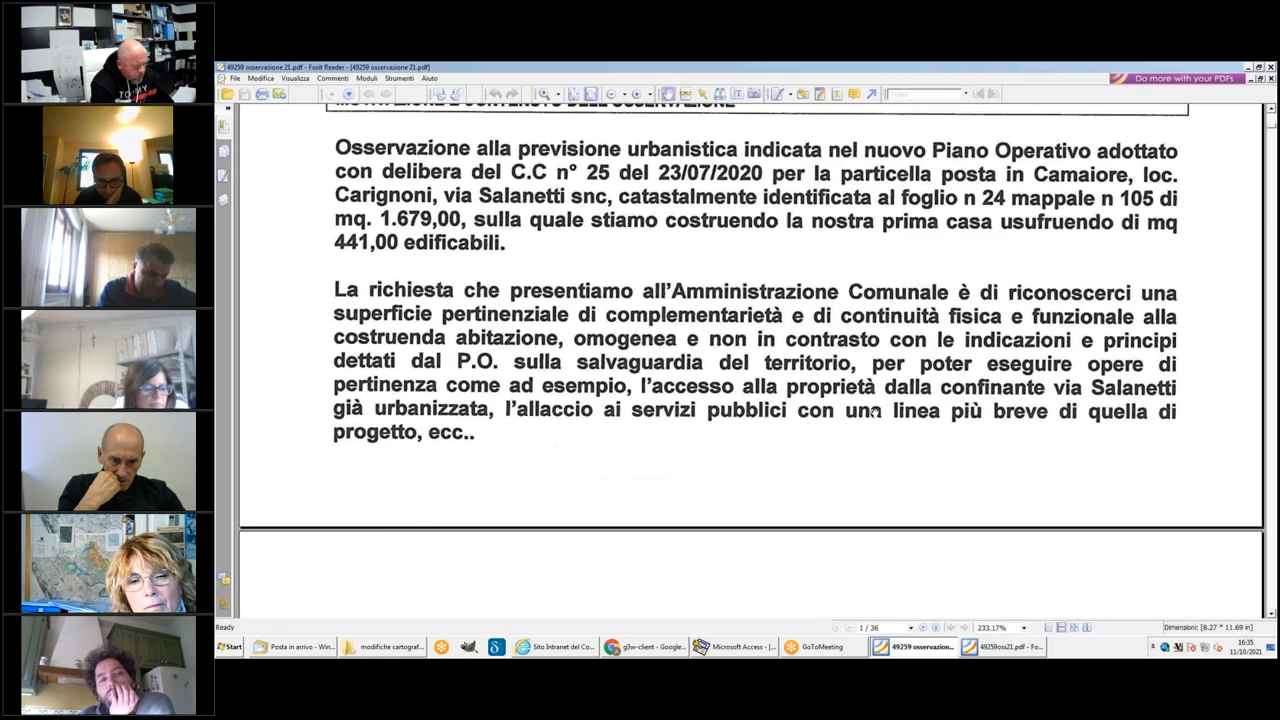 49259 osservazione 21.pdf - Foxit Reader - [49259 osservazione 21.pdf]
File Modifica Visualizza Commenti Moduli Strumenti Aiuto
Do more with your PDFs
MOTIVAZIONE E CONTENUTO DELL'OSSERVAZIONE
Osservazione alla previsione urbanistica indicata nel nuovo Piano Operativo adottato
con delibera del C.C n° 25 del 23/07/2020 per la particella posta in Camaiore, loc.
Carignoni, via Salanetti snc, catastalmente identificata al foglio n 24 mappale n 105 di
mq. 1.679,00, sulla quale stiamo costruendo la nostra prima casa usufruendo di mq
441,00 edificabili.
La richiesta che presentiamo all'Amministrazione Comunale è di riconoscerci una
superficie pertinenziale di complementarietà e di continuità fisica e funzionale alla
costruenda abitazione, omogenea e non in contrasto con le indicazioni e principi
dettati dal P.O. sulla salvaguardia del territorio, per poter eseguire opere di
pertinenza come ad esempio, l'accesso alla proprietà dalla confinante via Salanetti
già urbanizzata, l'allaccio ai servizi pubblici con una linea più breve di quella di
progetto, ecc..
Ready
1 / 36
233.17%
Dimensioni: [8.27 * 11.69 in]
Start
Posta in arrivo - Win...
modifiche cartograf...
Sito Intranet del Co...
g3w-client - Google...
Microsoft Access - [...
GoToMeeting
49259 osservazion...
49259oss21.pdf - Fo...
16:35
11/10/2021